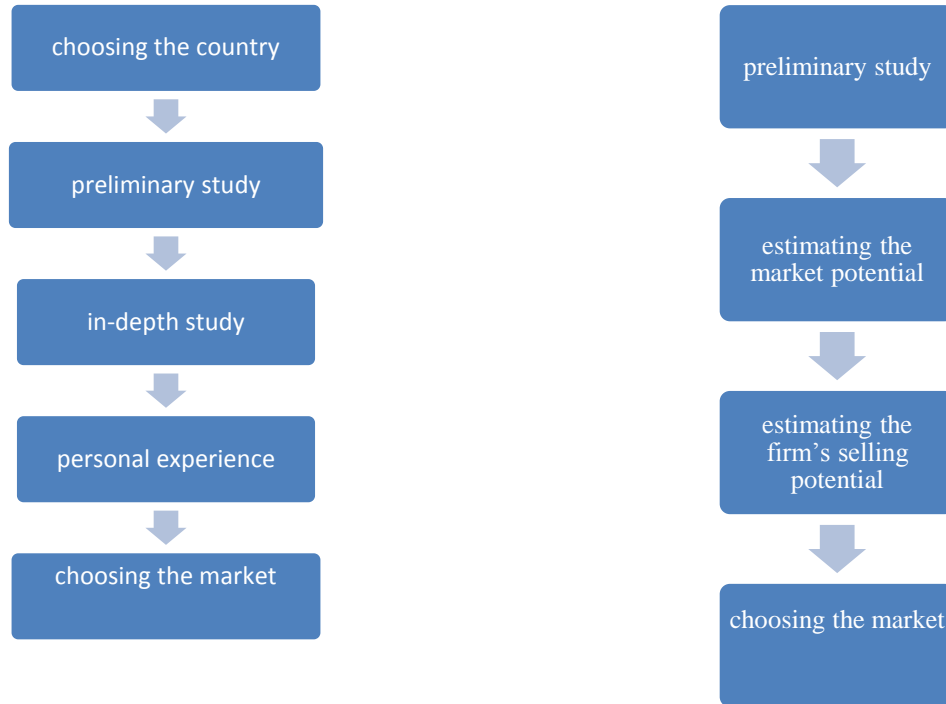 choosing the country
preliminary study
in-depth study
personal experience
choosing the market
preliminary study
estimating the
market potential
estimating the
firm’s selling
potential
choosing the market